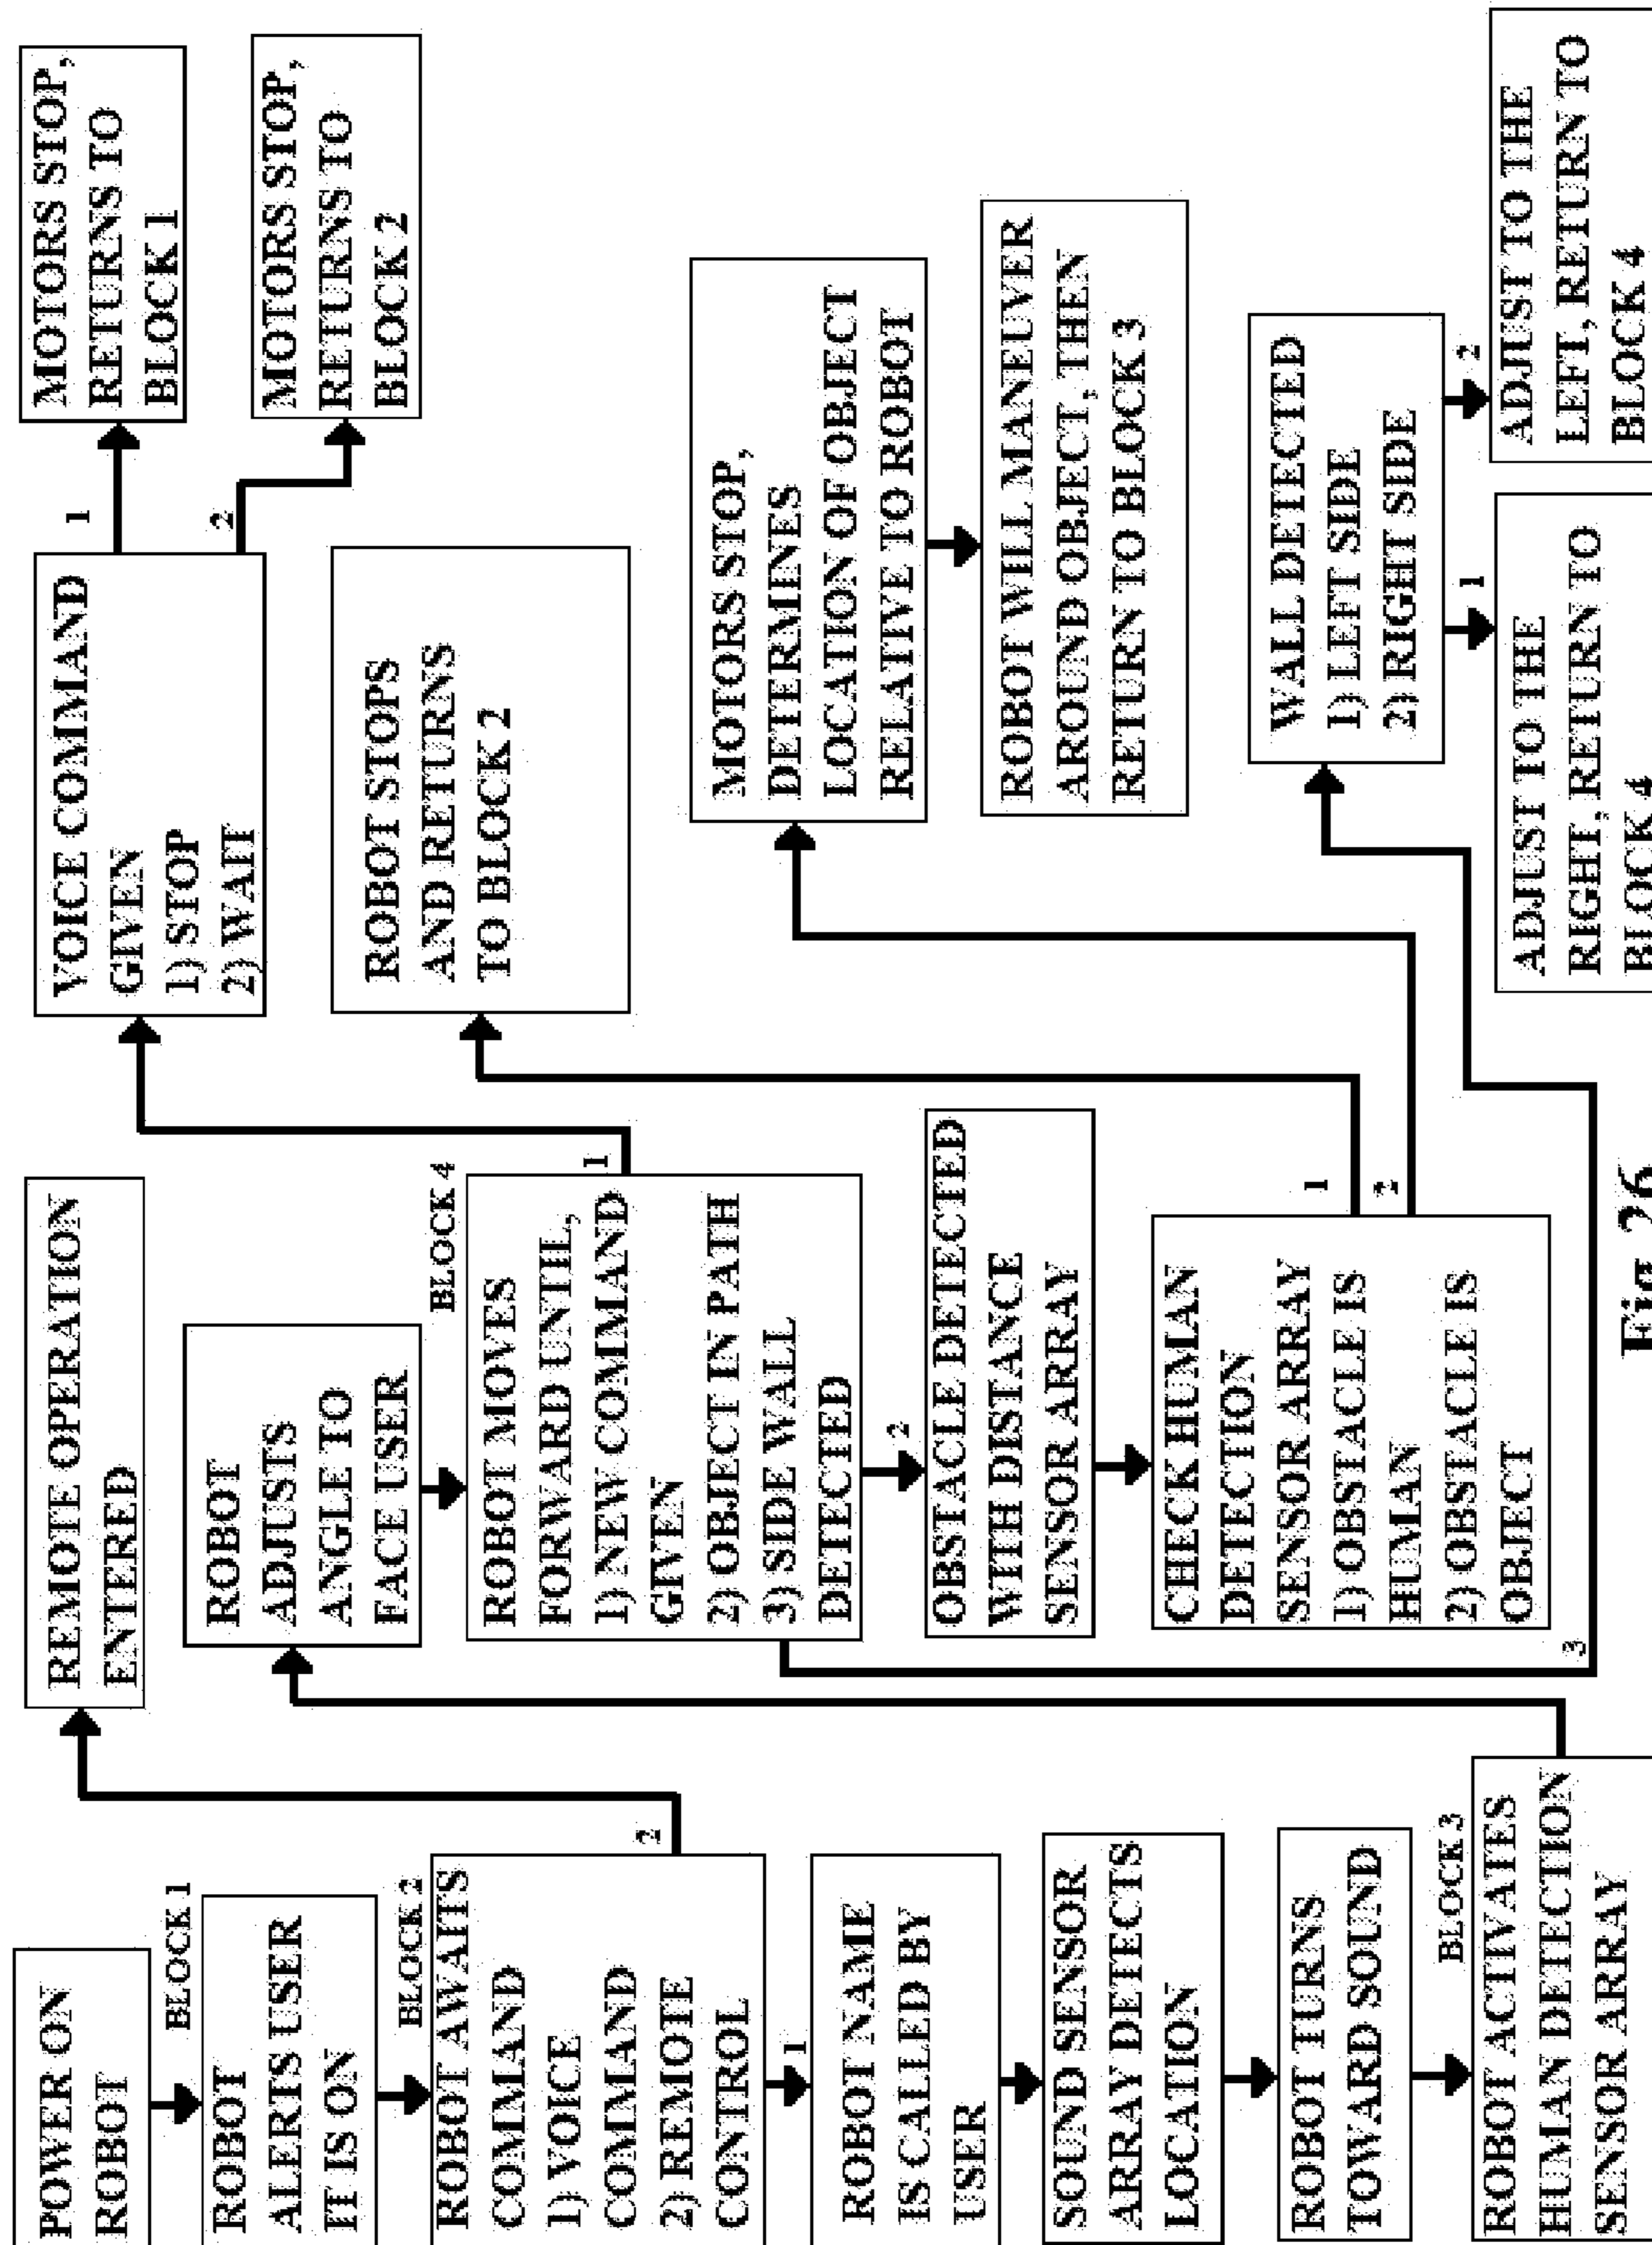 POWER ON
ROBOT
BLOCK 1
ROBOT
ALERTS USER
IT IS ON
BLOCK 2
ROBOT AWAITS
COMMAND
1) VOICE
COMMAND
2) REMOTE
CONTROL
2
1
ROBOT NAME
IS CALLED BY
USER
SOUND SENSOR
ARRAY DETECTS
LOCATION
ROBOT TURNS
TOWARD SOUND
BLOCK 3
ROBOT ACTIVATES
HUMAN DETECTION
SENSOR ARRAY
REMOTE OPERATION
ENTERED
ROBOT
ADJUSTS
ANGLE TO
FACE USER
BLOCK 4
ROBOT MOVES
FORWARD UNTIL,
1) NEW COMMAND
GIVEN
2) OBJECT IN PATH
3) SIDE WALL
DETECTED
1
2
OBSTACLE DETECTED
WITH DISTANCE
SENSOR ARRAY
CHECK HUMAN
DETECTION
SENSOR ARRAY
1) OBSTACLE IS
HUMAN
2) OBSTACLE IS
OBJECT
1
2
3
VOICE COMMAND
GIVEN
1) STOP
2) WAIT
1
2
MOTORS STOP,
RETURNS TO
BLOCK 1
MOTORS STOP,
RETURNS TO
BLOCK 2
ROBOT STOPS
AND RETURNS
TO BLOCK 2
MOTORS STOP,
DETERMINES
LOCATION OF OBJECT
RELATIVE TO ROBOT
ROBOT WILL MANEUVER
AROUND OBJECT, THEN
RETURN TO BLOCK 3
WALL DETECTED
1) LEFT SIDE
2) RIGHT SIDE
1
2
ADJUST TO THE
RIGHT, RETURN TO
BLOCK 4
ADJUST TO THE
LEFT, RETURN TO
BLOCK 4
Fig. 26